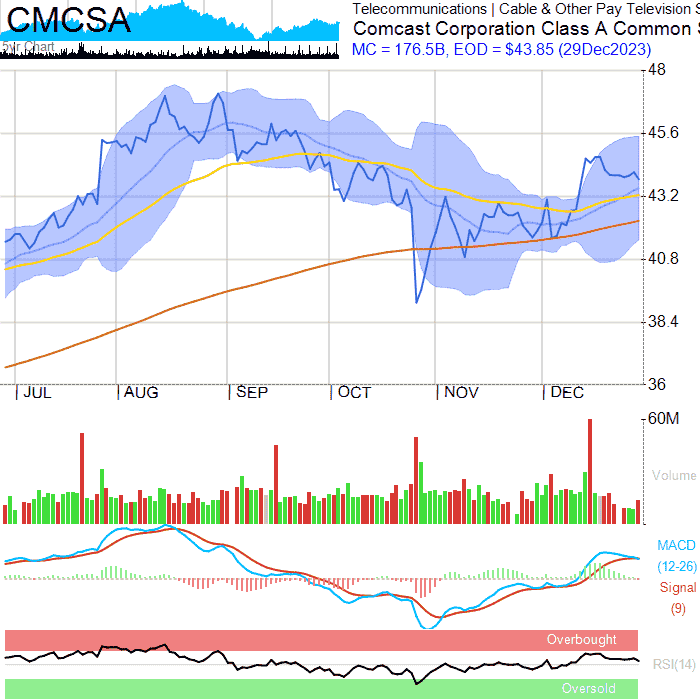 CMCSA
5yr Chart
Telecommunications | Cable & Other Pay Television S
Comcast Corporation Class A Common S
MC = 176.5B, EOD = $43.85 (29Dec2023)
48
45.6
43.2
40.8
38.4
36
|JUL |AUG |SEP |OCT |NOV |DEC
60M
Volume
MACD
(12-26)
Signal
(9)
Overbought
RSI(14)
Oversold